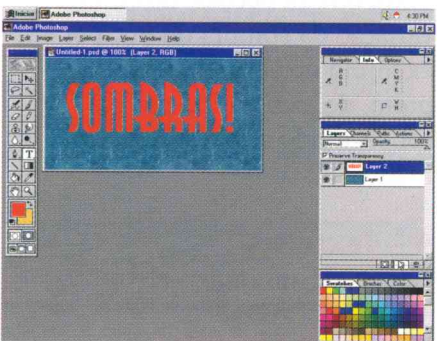 Inicio Adobe Photoshop 4:30 PM
Adobe Photoshop
File Edit Image Layer Select Filter View Window Help
Untitled-1.psd @ 100% (Layer 2, RGB)
SOMBRAS!
Navigator Info Options
R
G
B
C
M
Y
K
X
Y
W
H
Layers Channels Paths Actions
Normal Opacity: 100%
Preserve Transparency
Layer 2
Layer 1
Swatches Brushes Color